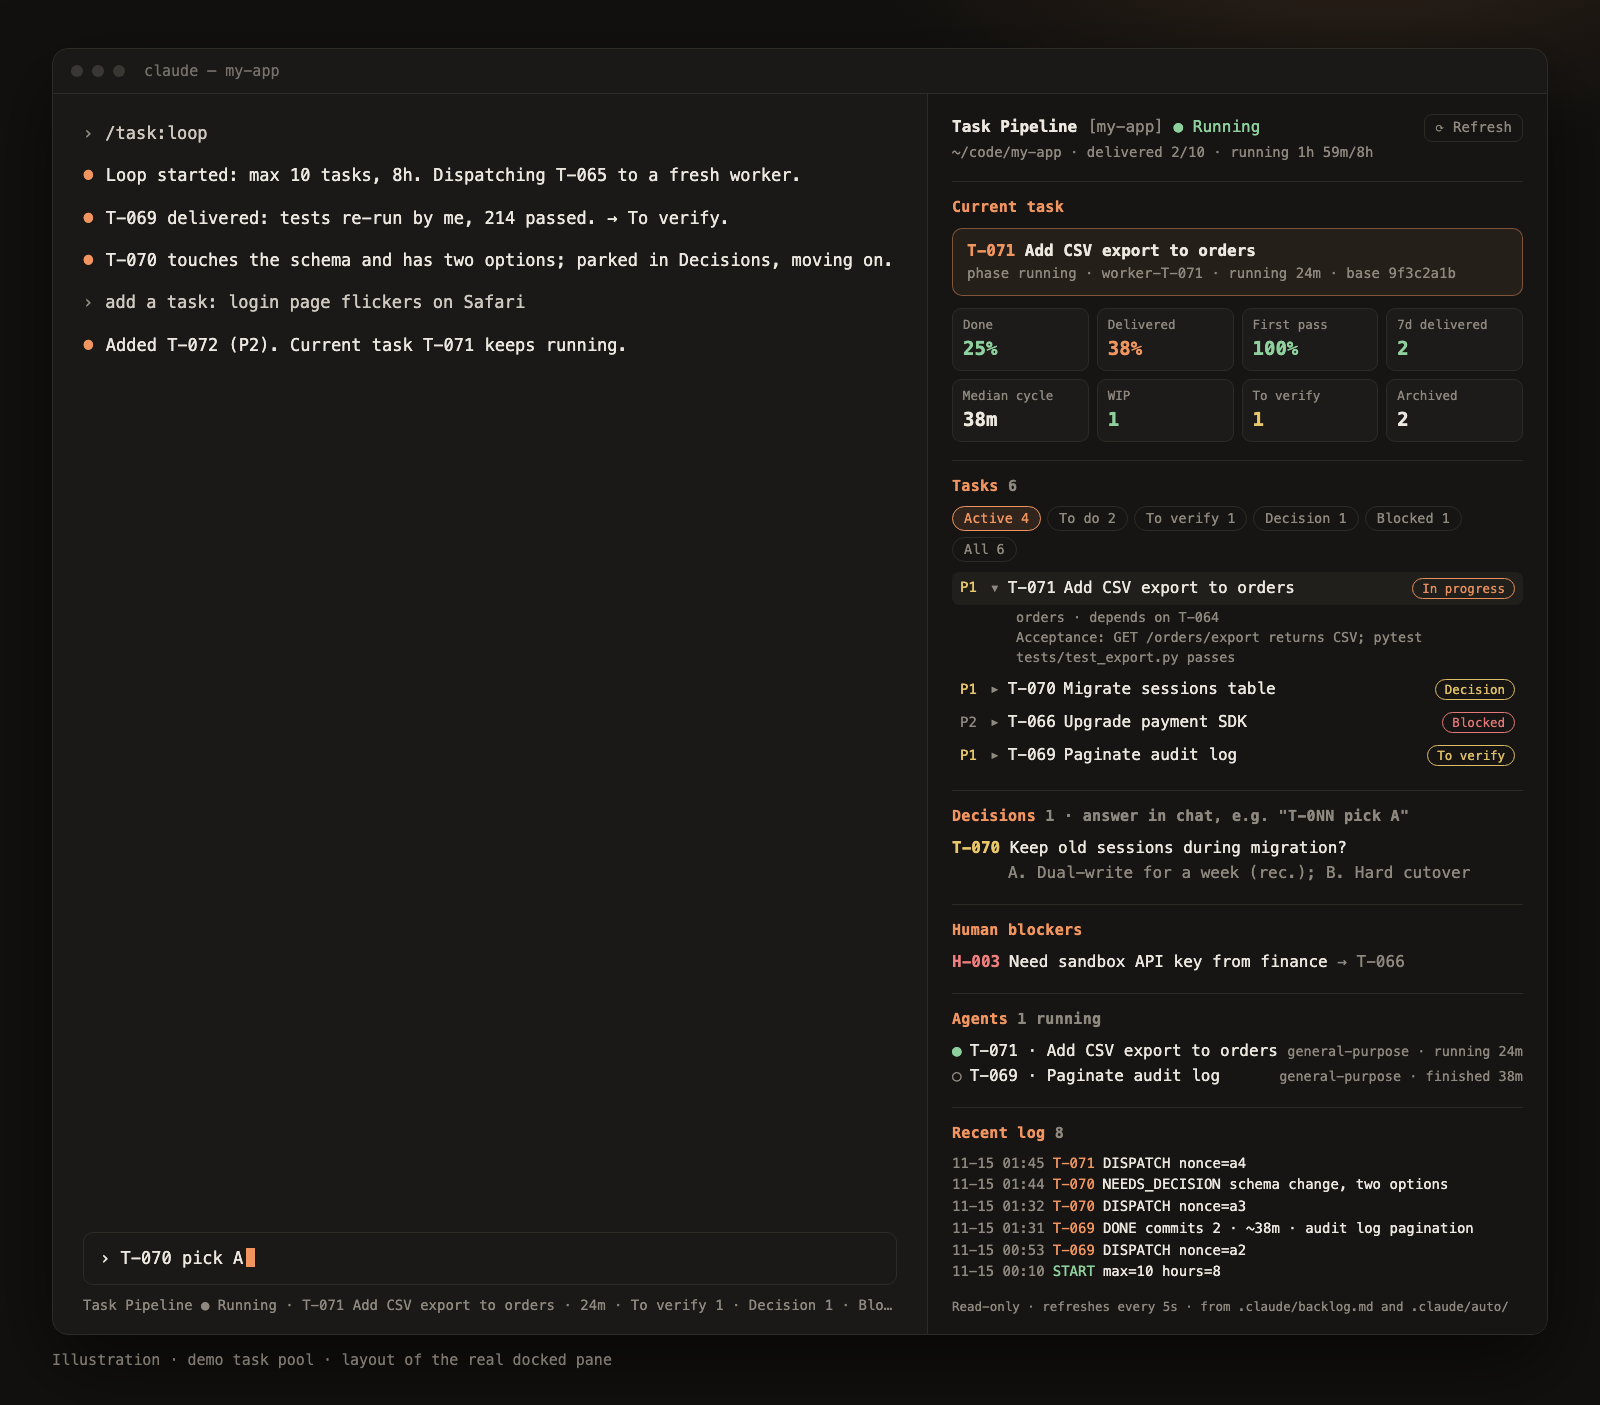 claude — my-app
› /task:loop
● Loop started: max 10 tasks, 8h. Dispatching T-065 to a fresh worker.
● T-069 delivered: tests re-run by me, 214 passed. → To verify.
● T-070 touches the schema and has two options; parked in Decisions, moving on.
› add a task: login page flickers on Safari
● Added T-072 (P2). Current task T-071 keeps running.
› T-070 pick A
Task Pipeline ● Running · T-071 Add CSV export to orders · 24m · To verify 1 · Decision 1 · Blo…
Task Pipeline [my-app] ● Running
⟳ Refresh
~/code/my-app · delivered 2/10 · running 1h 59m/8h
Current task
T-071 Add CSV export to orders
phase running · worker-T-071 · running 24m · base 9f3c2a1b
Done
25%
Delivered
38%
First pass
100%
7d delivered
2
Median cycle
38m
WIP
1
To verify
1
Archived
2
Tasks 6
Active 4
To do 2
To verify 1
Decision 1
Blocked 1
All 6
P1 ▾ T-071 Add CSV export to orders In progress
orders · depends on T-064
Acceptance: GET /orders/export returns CSV; pytest
tests/test_export.py passes
P1 ▸ T-070 Migrate sessions table Decision
P2 ▸ T-066 Upgrade payment SDK Blocked
P1 ▸ T-069 Paginate audit log To verify
Decisions 1 · answer in chat, e.g. "T-0NN pick A"
T-070 Keep old sessions during migration?
A. Dual-write for a week (rec.); B. Hard cutover
Human blockers
H-003 Need sandbox API key from finance → T-066
Agents 1 running
● T-071 · Add CSV export to orders general-purpose · running 24m
○ T-069 · Paginate audit log general-purpose · finished 38m
Recent log 8
11-15 01:45 T-071 DISPATCH nonce=a4
11-15 01:44 T-070 NEEDS_DECISION schema change, two options
11-15 01:32 T-070 DISPATCH nonce=a3
11-15 01:31 T-069 DONE commits 2 · ~38m · audit log pagination
11-15 00:53 T-069 DISPATCH nonce=a2
11-15 00:10 START max=10 hours=8
Read-only · refreshes every 5s · from .claude/backlog.md and .claude/auto/
Illustration · demo task pool · layout of the real docked pane